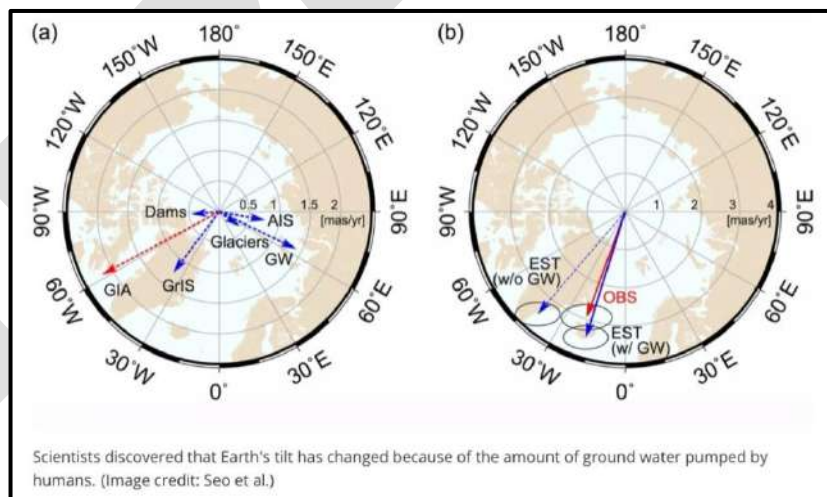 (a)
180°
150°W
150°E
120°W
120°E
90°W
90°E
60°W
60°E
30°W
30°E
0°
0.5 1 1.5 2
[mas/yr]
Dams
AIS
Glaciers
GW
GIA
GrIS
(b)
180°
150°W
150°E
120°W
120°E
90°W
90°E
60°W
60°E
30°W
30°E
0°
1 2 3 4
[mas/yr]
EST
(w/o GW)
OBS
EST
(w/ GW)
Scientists discovered that Earth's tilt has changed because of the amount of ground water pumped by
humans. (Image credit: Seo et al.)